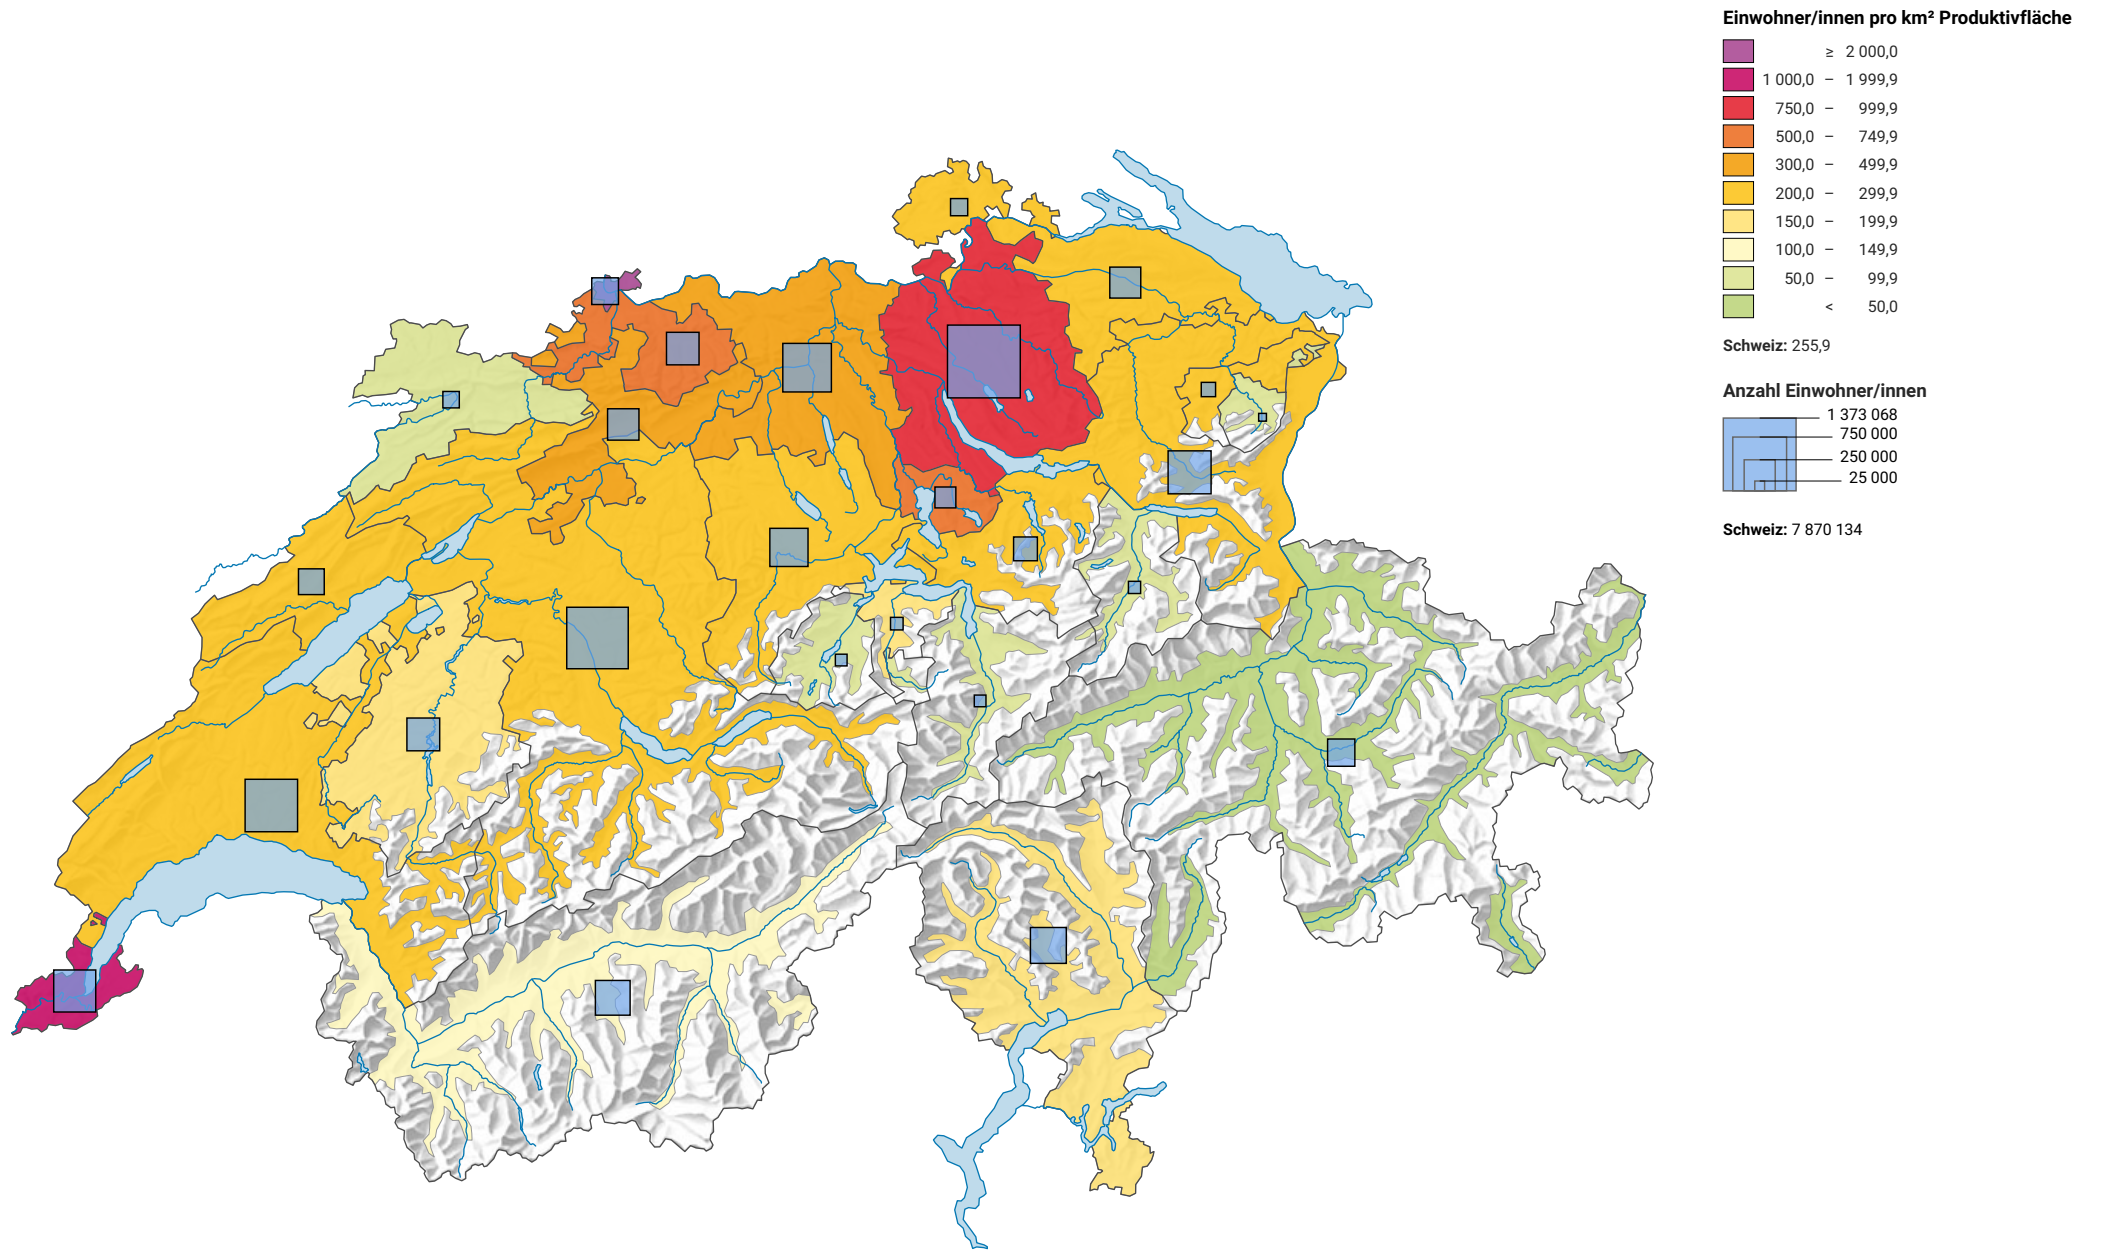 Einwohner/innen pro km² Produktivfläche
≥ 2 000,0
1 000,0 – 1 999,9
750,0 – 999,9
500,0 – 749,9
300,0 – 499,9
200,0 – 299,9
150,0 – 199,9
100,0 – 149,9
50,0 – 99,9
< 50,0
Schweiz: 255,9
Anzahl Einwohner/innen
1 373 068
750 000
250 000
25 000
Schweiz: 7 870 134